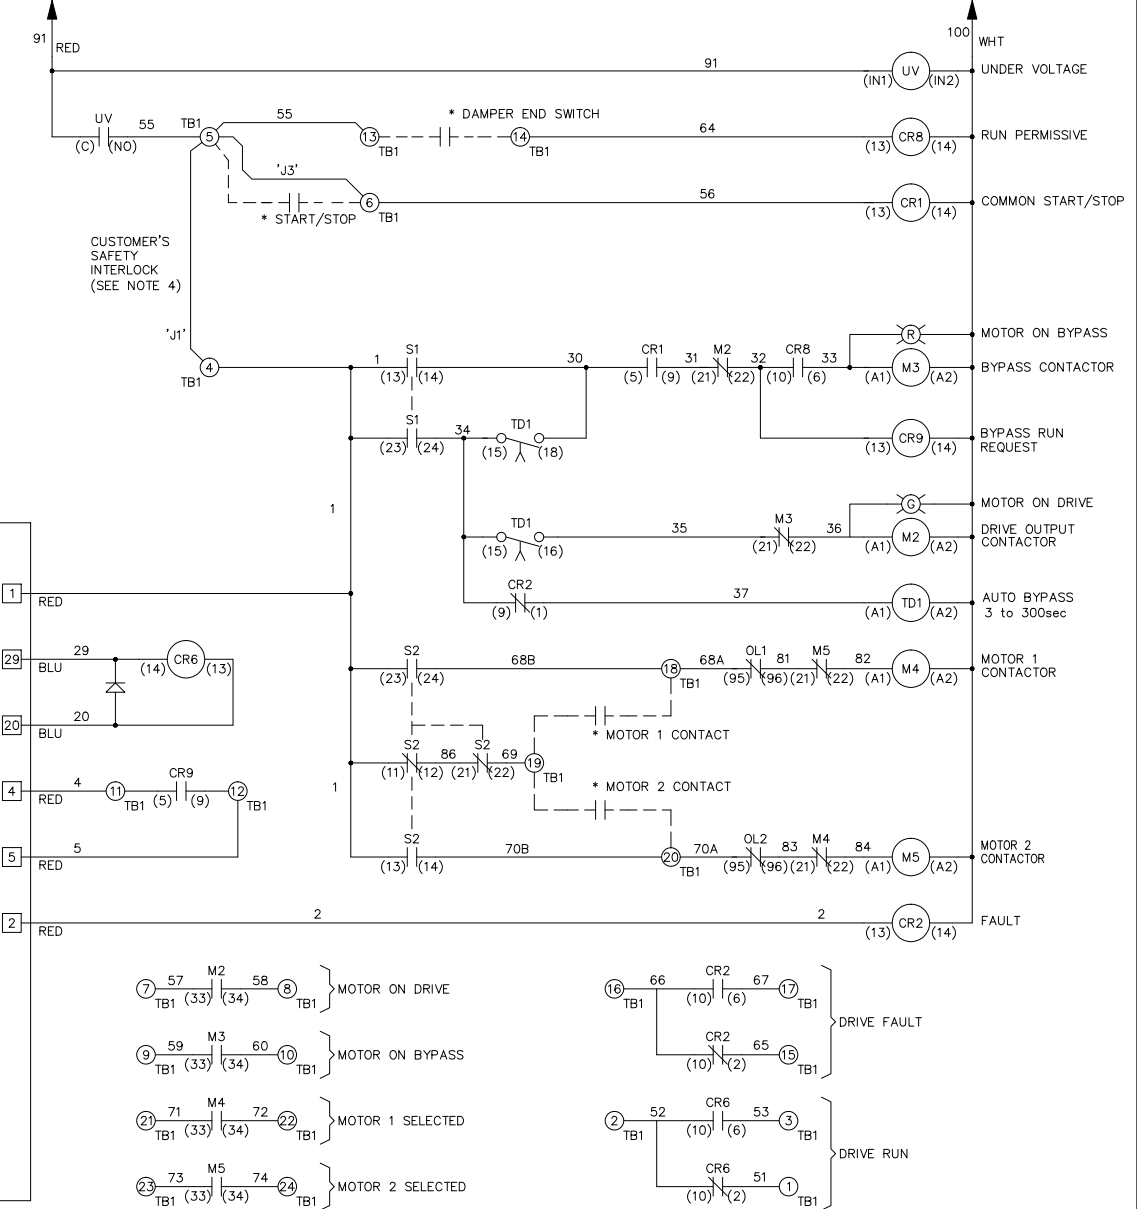 91
RED
100
WHT
91
(IN1) UV (IN2) UNDER VOLTAGE
UV
(C) (NO)
55
TB1
5
55
13
TB1
* DAMPER END SWITCH
14
TB1
64
(13) CR8 (14) RUN PERMISSIVE
'J3'
* START/STOP
6
TB1
56
(13) CR1 (14) COMMON START/STOP
CUSTOMER'S
SAFETY
INTERLOCK
(SEE NOTE 4)
'J1'
4
TB1
R MOTOR ON BYPASS
1
S1
(13) (14)
30
CR1
(5) (9)
31
M2
(21) (22)
32
CR8
(10) (6)
33
(A1) M3 (A2) BYPASS CONTACTOR
S1
(23) (24)
34
TD1
(15) (18)
(13) CR9 (14) BYPASS RUN
REQUEST
1
G MOTOR ON DRIVE
TD1
(15) (16)
35
M3
(21) (22)
36
(A1) M2 (A2) DRIVE OUTPUT
CONTACTOR
1
RED
CR2
(9) (1)
37
(A1) TD1 (A2) AUTO BYPASS
3 to 300sec
29
BLU
29
(14) CR6 (13)
20
BLU
20
S2
(23) (24)
68B
18
TB1
68A
OL1
(95) (96)
81
M5
(21) (22)
82
(A1) M4 (A2) MOTOR 1
CONTACTOR
* MOTOR 1 CONTACT
S2
(11) (12)
86
S2
(21) (22)
69
19
TB1
* MOTOR 2 CONTACT
1
4
RED
4
11
TB1
CR9
(5) (9)
12
TB1
5
RED
5
S2
(13) (14)
70B
20
TB1
70A
OL2
(95) (96)
83
M4
(21) (22)
84
(A1) M5 (A2) MOTOR 2
CONTACTOR
2
RED
2
2
(13) CR2 (14) FAULT
7
TB1
57
M2
(33) (34)
58
8
TB1
MOTOR ON DRIVE
9
TB1
59
M3
(33) (34)
60
10
TB1
MOTOR ON BYPASS
21
TB1
71
M4
(33) (34)
72
22
TB1
MOTOR 1 SELECTED
23
TB1
73
M5
(33) (34)
74
24
TB1
MOTOR 2 SELECTED
16
TB1
66
CR2
(10) (6)
67
17
TB1
CR2
(10) (2)
65
15
TB1
DRIVE FAULT
2
TB1
52
CR6
(10) (6)
53
3
TB1
CR6
(10) (2)
51
1
TB1
DRIVE RUN